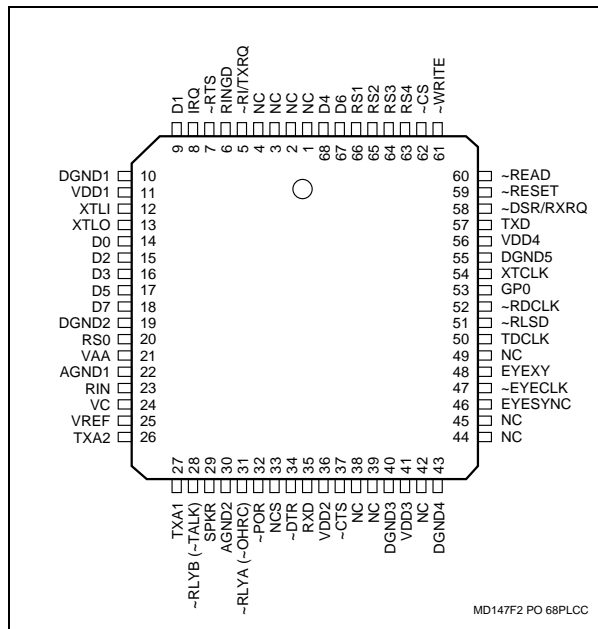 D1 IRQ ~RTS RINGD ~RI/TXRQ NC NC NC NC D4 D6 RS1 RS2 RS3 RS4 ~CS ~WRITE
9 8 7 6 5 4 3 2 1 68 67 66 65 64 63 62 61
DGND1 10
VDD1 11
XTLI 12
XTLO 13
D0 14
D2 15
D3 16
D5 17
D7 18
DGND2 19
RS0 20
VAA 21
AGND1 22
RIN 23
VC 24
VREF 25
TXA2 26
60 ~READ
59 ~RESET
58 ~DSR/RXRQ
57 TXD
56 VDD4
55 DGND5
54 XTCLK
53 GP0
52 ~RDCLK
51 ~RLSD
50 TDCLK
49 NC
48 EYEXY
47 ~EYECLK
46 EYESYNC
45 NC
44 NC
27 28 29 30 31 32 33 34 35 36 37 38 39 40 41 42 43
TXA1 ~RLYB (~TALK) SPKR AGND2 ~RLYA (~OHRC) ~POR NCS ~DTR RXD VDD2 ~CTS NC NC DGND3 VDD3 NC DGND4
MD147F2 PO 68PLCC